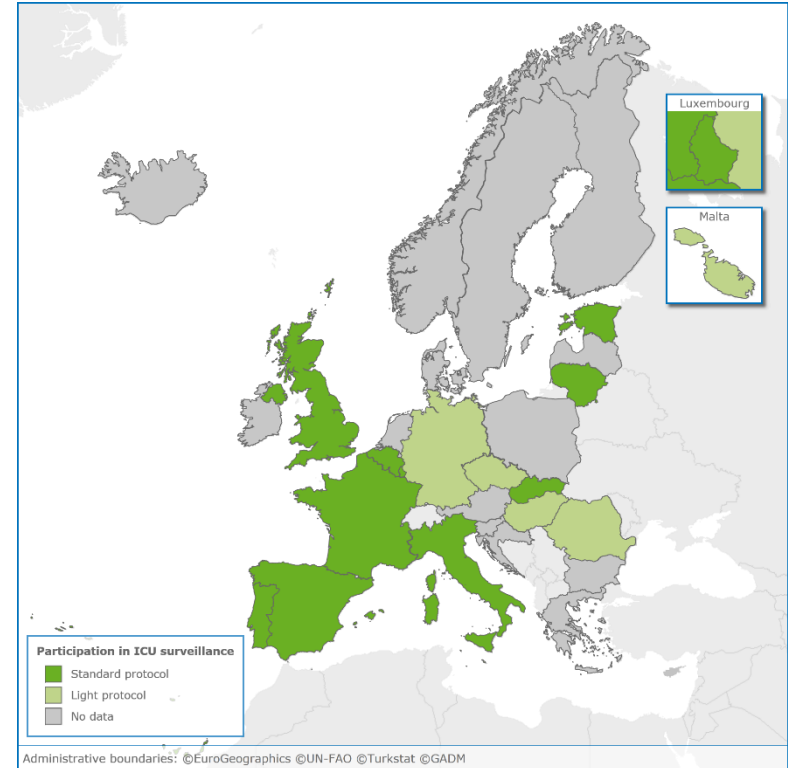 Luxembourg
Malta
Participation in ICU surveillance
Standard protocol
Light protocol
No data
Administrative boundaries: ©EuroGeographics ©UN-FAO ©Turkstat ©GADM